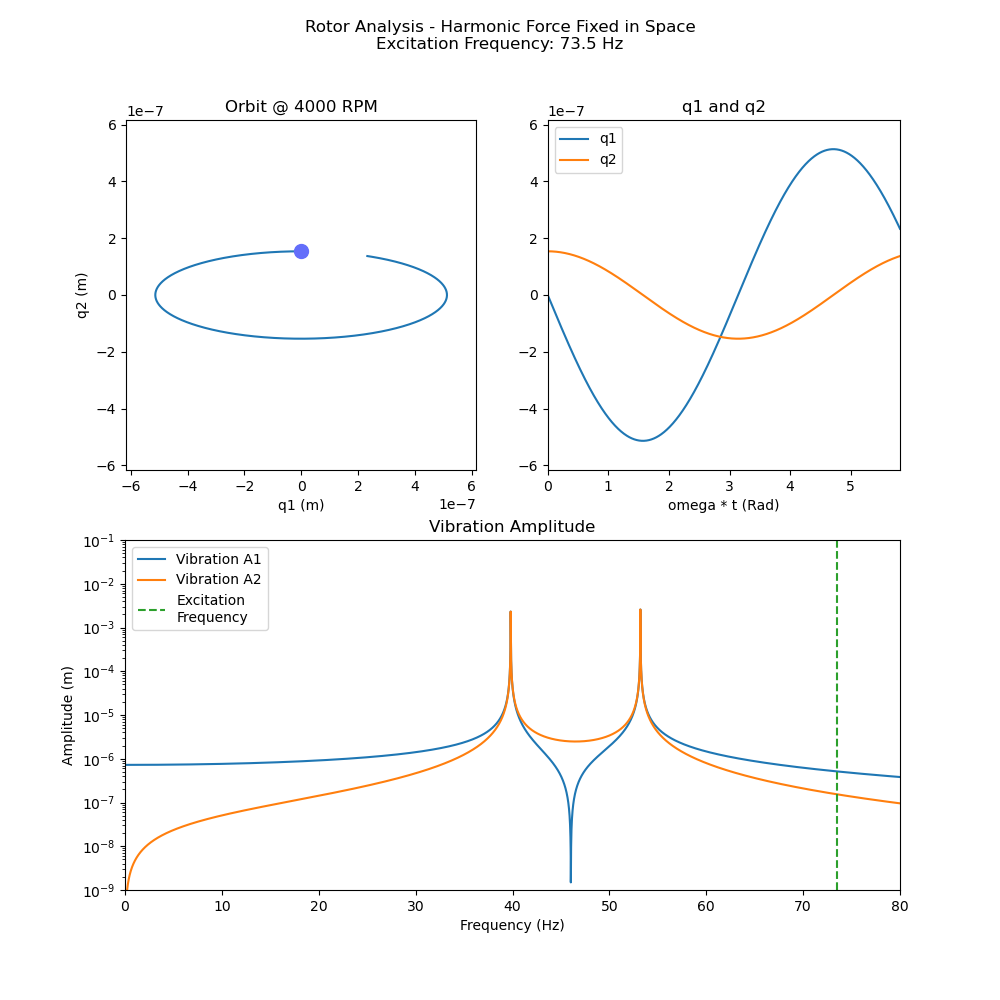 Rotor Analysis - Harmonic Force Fixed in Space
Excitation Frequency: 73.5 Hz
Orbit @ 4000 RPM
1e−7
6
4
2
0
−2
−4
−6
q2 (m)
−6 −4 −2 0 2 4 6
1e−7
q1 (m)
q1 and q2
1e−7
q1
q2
6
4
2
0
−2
−4
−6
0 1 2 3 4 5
omega * t (Rad)
Vibration Amplitude
Vibration A1
Vibration A2
Excitation
Frequency
10⁻¹
10⁻²
10⁻³
10⁻⁴
10⁻⁵
10⁻⁶
10⁻⁷
10⁻⁸
10⁻⁹
Amplitude (m)
0 10 20 30 40 50 60 70 80
Frequency (Hz)